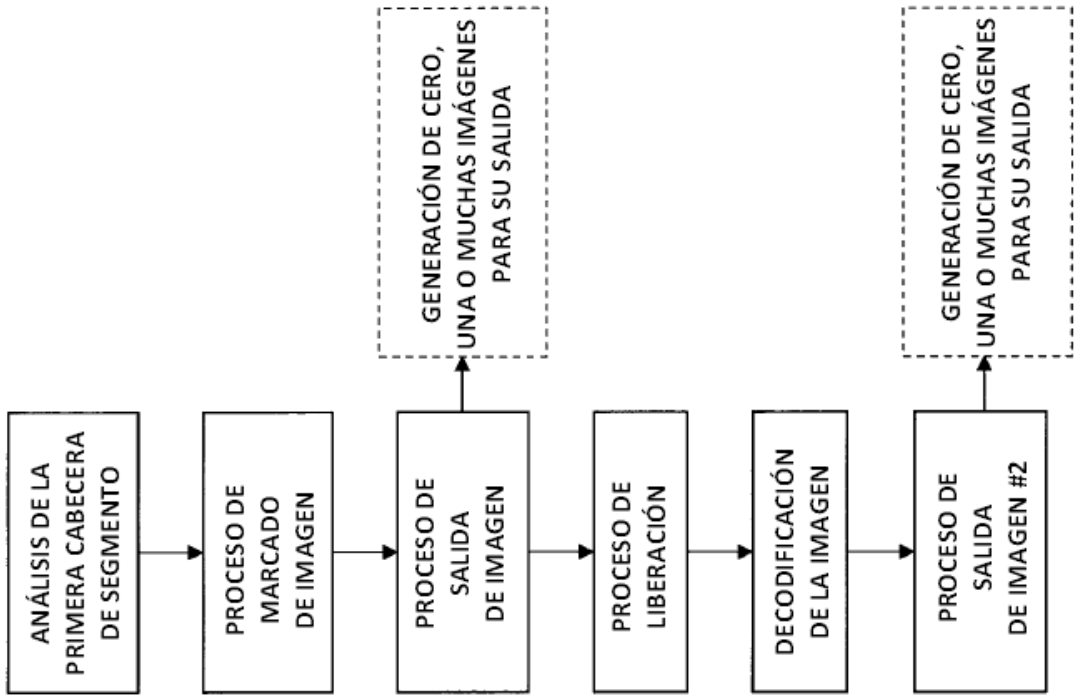 ANÁLISIS DE LA
PRIMERA CABECERA
DE SEGMENTO
PROCESO DE
MARCADO
DE IMAGEN
PROCESO DE
SALIDA
DE IMAGEN
GENERACIÓN DE CERO,
UNA O MUCHAS IMÁGENES
PARA SU SALIDA
PROCESO DE
LIBERACIÓN
DECODIFICACIÓN
DE LA IMAGEN
PROCESO DE
SALIDA
DE IMAGEN #2
GENERACIÓN DE CERO,
UNA O MUCHAS IMÁGENES
PARA SU SALIDA